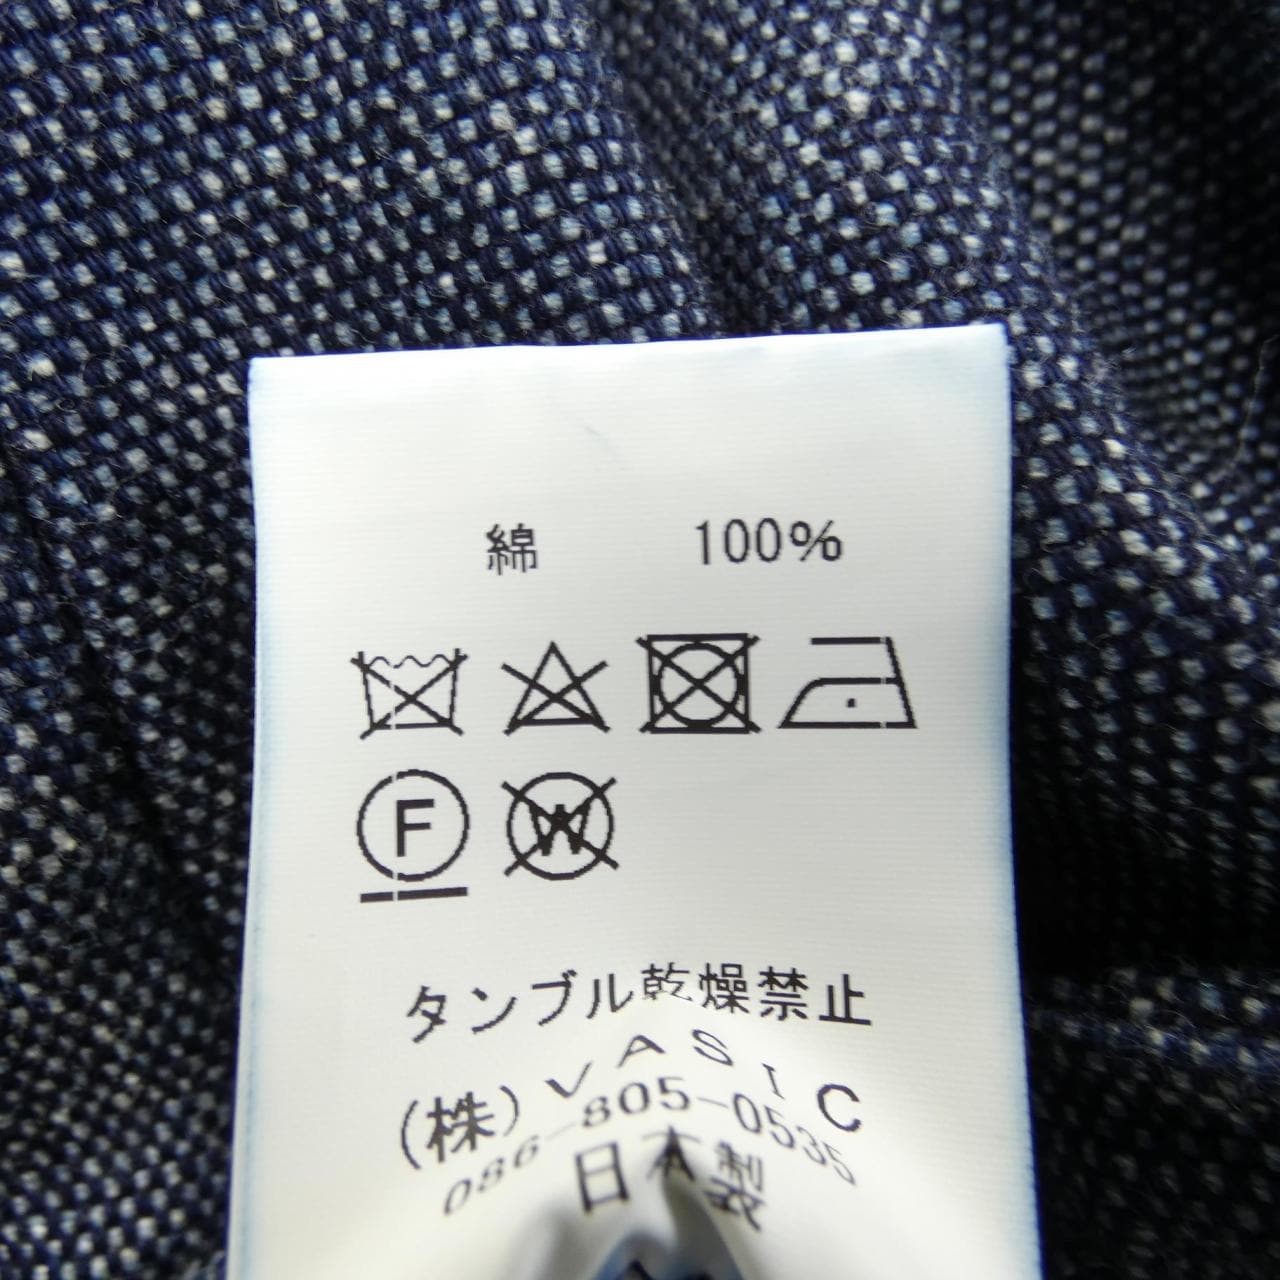 綿 100%
F
W
タンブル乾燥禁止
(株)VASIC
086-805-0535
日本製